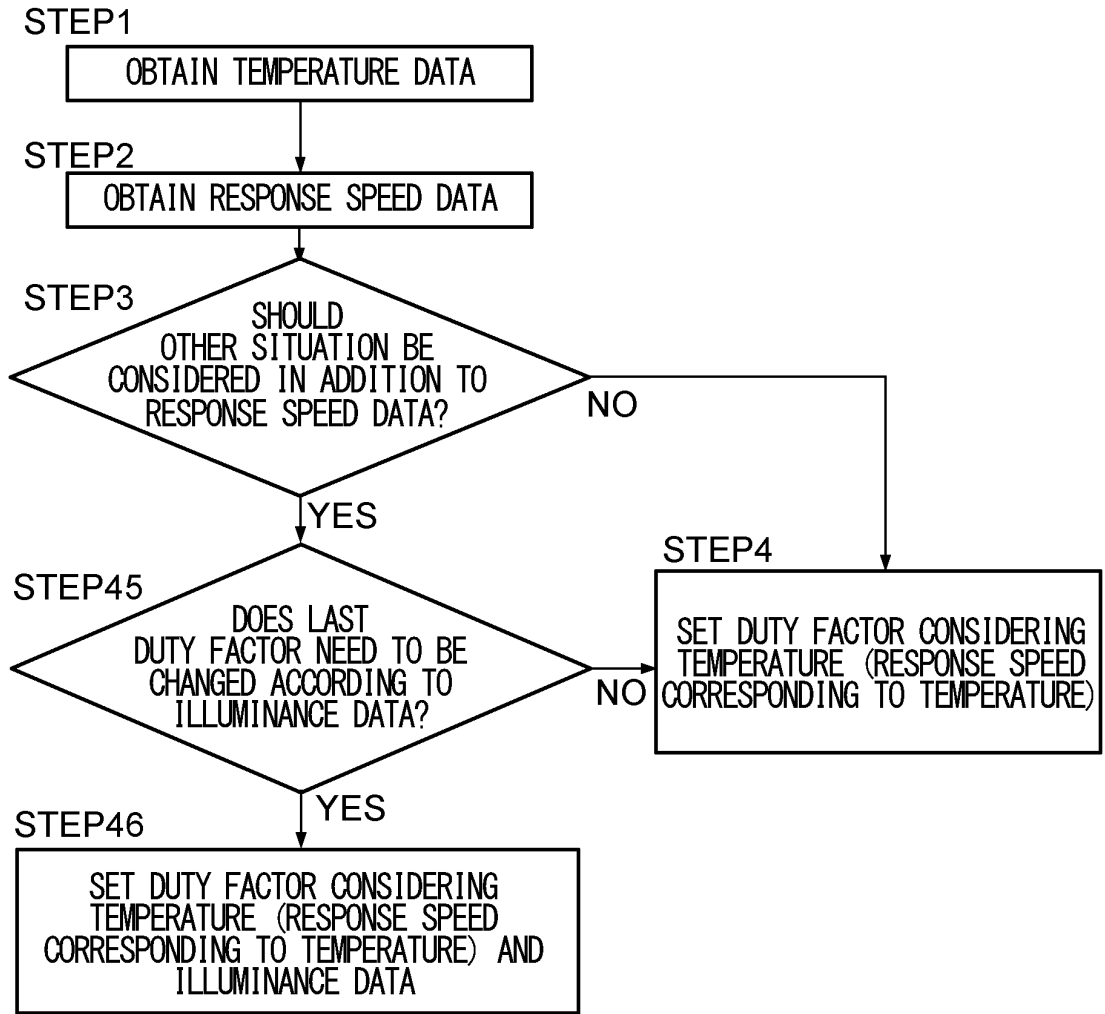 STEP1
OBTAIN TEMPERATURE DATA
STEP2
OBTAIN RESPONSE SPEED DATA
STEP3
SHOULD
OTHER SITUATION BE
CONSIDERED IN ADDITION TO
RESPONSE SPEED DATA?
NO
YES
STEP45
DOES LAST
DUTY FACTOR NEED TO BE
CHANGED ACCORDING TO
ILLUMINANCE DATA?
NO
STEP4
SET DUTY FACTOR CONSIDERING
TEMPERATURE (RESPONSE SPEED
CORRESPONDING TO TEMPERATURE)
YES
STEP46
SET DUTY FACTOR CONSIDERING
TEMPERATURE (RESPONSE SPEED
CORRESPONDING TO TEMPERATURE) AND
ILLUMINANCE DATA